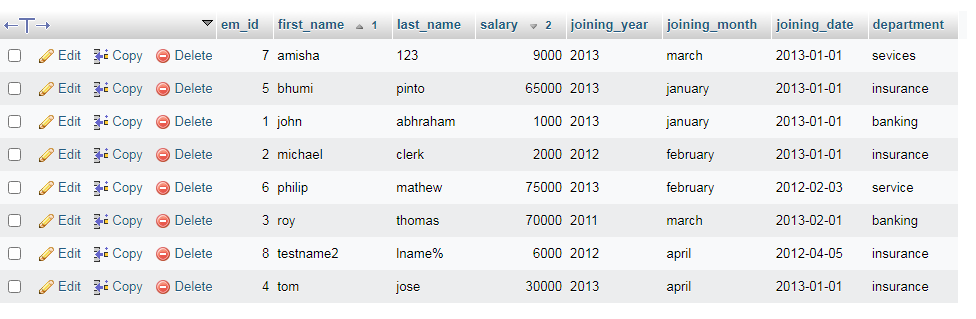 em_id first_name 1 last_name salary 2 joining_year joining_month joining_date department
Edit Copy Delete 7 amisha 123 9000 2013 march 2013-01-01 sevices
Edit Copy Delete 5 bhumi pinto 65000 2013 january 2013-01-01 insurance
Edit Copy Delete 1 john abhraham 1000 2013 january 2013-01-01 banking
Edit Copy Delete 2 michael clerk 2000 2012 february 2013-01-01 insurance
Edit Copy Delete 6 philip mathew 75000 2013 february 2012-02-03 service
Edit Copy Delete 3 roy thomas 70000 2011 march 2013-02-01 banking
Edit Copy Delete 8 testname2 lname% 6000 2012 april 2012-04-05 insurance
Edit Copy Delete 4 tom jose 30000 2013 april 2013-01-01 insurance